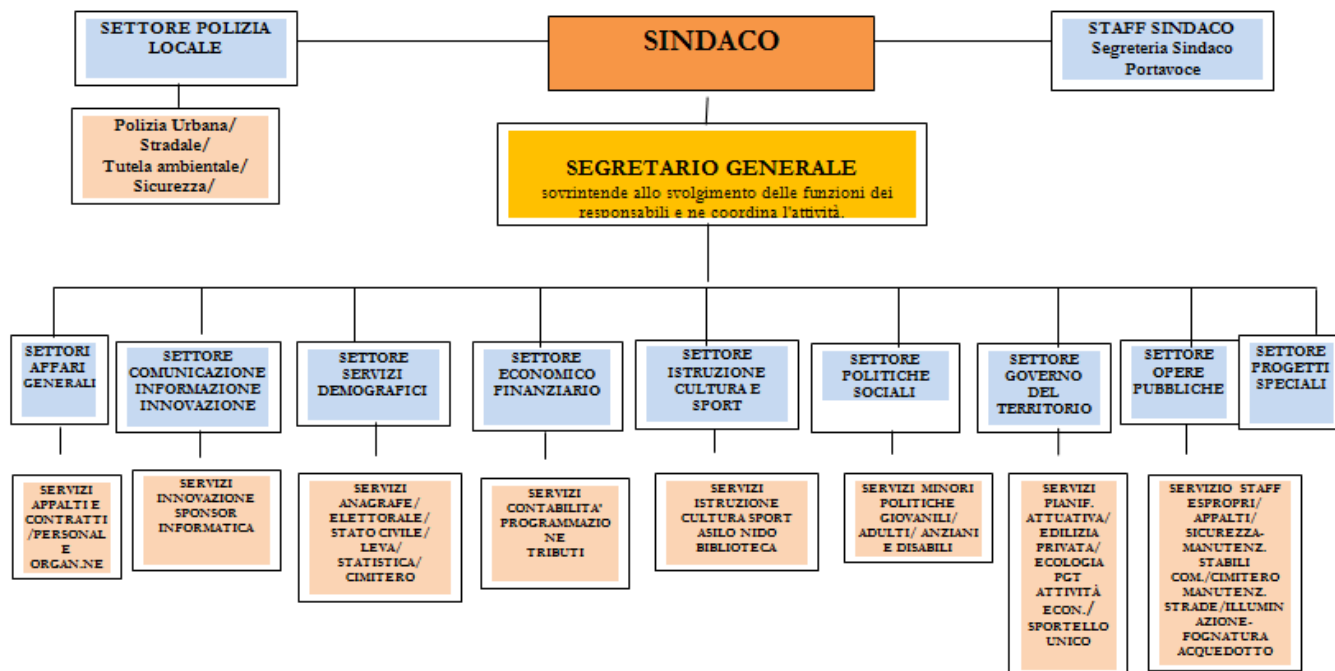 SETTORE POLIZIA
LOCALE
SINDACO
STAFF SINDACO
Segreteria Sindaco
Portavoce
Polizia Urbana/
Stradale/
Tutela ambientale/
Sicurezza/
SEGRETARIO GENERALE
sovrintende allo svolgimento delle funzioni dei
responsabili e ne coordina l'attività.
SETTORI
AFFARI
GENERALI
SETTORE
COMUNICAZIONE
INFORMAZIONE
INNOVAZIONE
SETTORE
SERVIZI
DEMOGRAFICI
SETTORE
ECONOMICO
FINANZIARIO
SETTORE
ISTRUZIONE
CULTURA E
SPORT
SETTORE
POLITICHE
SOCIALI
SETTORE
GOVERNO
DEL
TERRITORIO
SETTORE
OPERE
PUBBLICHE
SETTORE
PROGETTI
SPECIALI
SERVIZI
APPALTI E
CONTRATTI
/PERSONAL
E
ORGAN.NE
SERVIZI
INNOVAZIONE
SPONSOR
INFORMATICA
SERVIZI
ANAGRAFE/
ELETTORALE/
STATO CIVILE/
LEVA/
STATISTICA/
CIMITERO
SERVIZI
CONTABILITA'
PROGRAMMAZIO
NE
TRIBUTI
SERVIZI
ISTRUZIONE
CULTURA SPORT
ASILO NIDO
BIBLIOTECA
SERVIZI MINORI
POLITICHE
GIOVANILI/
ADULTI/ ANZIANI
E DISABILI
SERVIZI
PIANIF.
ATTUATIVA/
EDILIZIA
PRIVATA/
ECOLOGIA
PGT
ATTIVITÀ
ECON./
SPORTELLO
UNICO
SERVIZIO STAFF
ESPROPRI/
APPALTI/
SICUREZZA-
MANUTENZ.
STABILI
COM./CIMITERO
MANUTENZ.
STRADE/ILLUMIN
AZIONE-
FOGNATURA
ACQUEDOTTO